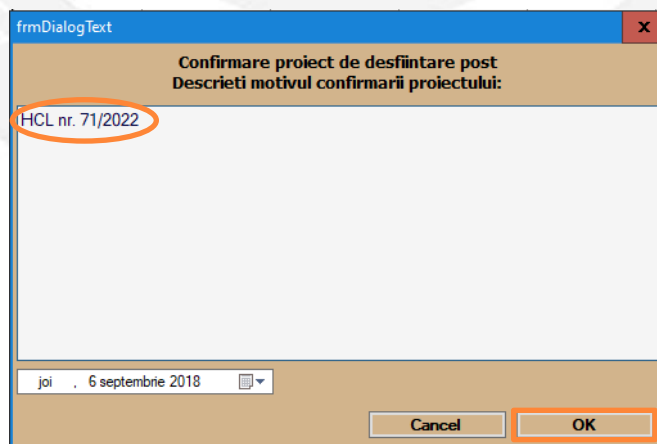 frmDialogText
x
Confirmare proiect de desfiintare post
Descrieti motivul confirmarii proiectului:
HCL nr. 71/2022
joi , 6 septembrie 2018
Cancel
OK